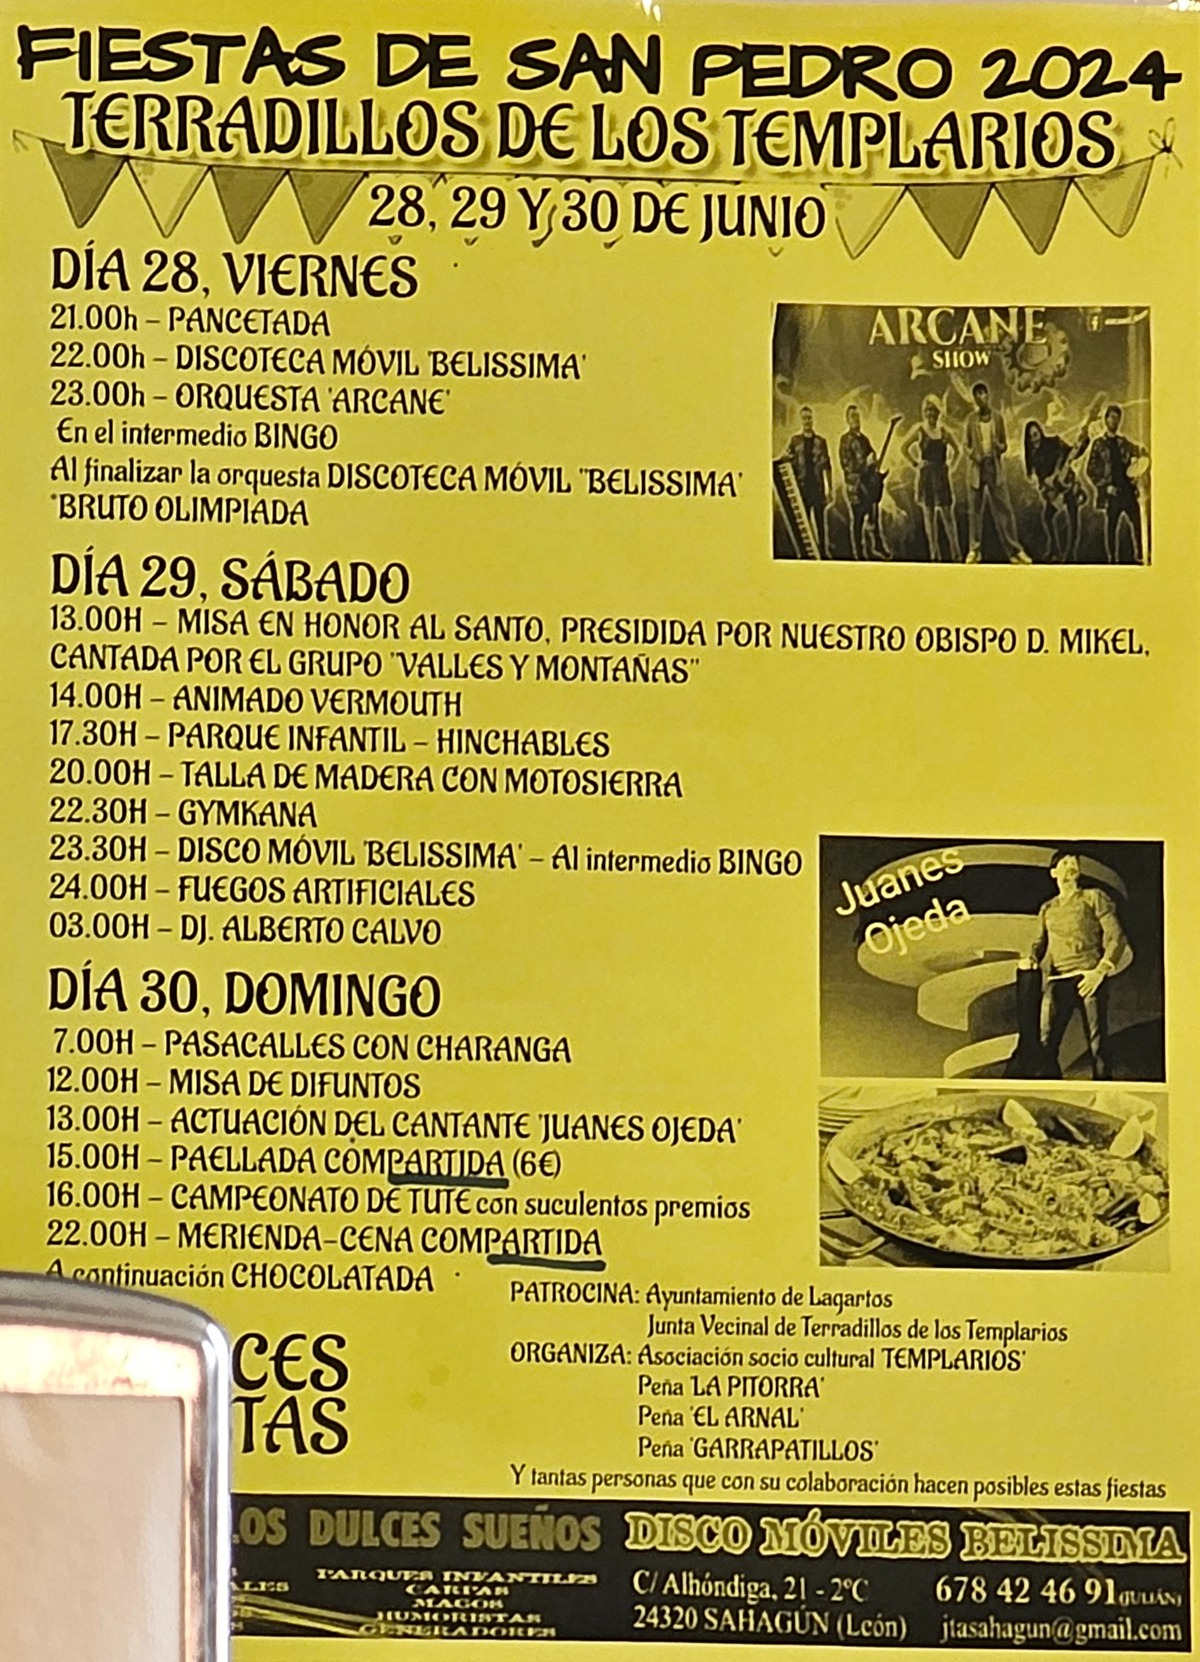 FIESTAS DE SAN PEDRO 2024
TERRADILLOS DE LOS TEMPLARIOS
28, 29 Y 30 DE JUNIO
DÍA 28, VIERNES
21.00h – PANCETADA
22.00h – DISCOTECA MÓVIL 'BELISSIMA'
23.00h – ORQUESTA 'ARCANE'
En el intermedio BINGO
Al finalizar la orquesta DISCOTECA MÓVIL "BELISSIMA'
*BRUTO OLIMPIADA
ARCANE
SHOW
DÍA 29, SÁBADO
13.00H – MISA EN HONOR AL SANTO, PRESIDIDA POR NUESTRO OBISPO D. MIKEL,
CANTADA POR EL GRUPO "VALLES Y MONTAÑAS"
14.00H – ANIMADO VERMOUTH
17.30H – PARQUE INFANTIL – HINCHABLES
20.00H – TALLA DE MADERA CON MOTOSIERRA
22.30H – GYMKANA
23.30H – DISCO MÓVIL 'BELISSIMA' – Al intermedio BINGO
24.00H – FUEGOS ARTIFICIALES
03.00H – DJ. ALBERTO CALVO
Juanes
Ojeda
DÍA 30, DOMINGO
7.00H – PASACALLES CON CHARANGA
12.00H – MISA DE DIFUNTOS
13.00H – ACTUACIÓN DEL CANTANTE 'JUANES OJEDA'
15.00H – PAELLADA COMPARTIDA (6€)
16.00H – CAMPEONATO DE TUTE con suculentos premios
22.00H – MERIENDA-CENA COMPARTIDA
A continuación CHOCOLATADA
CES
TAS
PATROCINA: Ayuntamiento de Lagartos
Junta Vecinal de Terradillos de los Templarios
ORGANIZA: Asociación socio cultural TEMPLARIOS'
Peña 'LA PITORRA'
Peña 'EL ARNAL'
Peña 'GARRAPATILLOS'
Y tantas personas que con su colaboración hacen posibles estas fiestas
LOS DULCES SUEÑOS
PARQUES INFANTILES
CARPAS
MAGOS
HUMORISTAS
GENERADORES
DISCO MÓVILES BELISSIMA
C/ Alhóndiga, 21 - 2ºC 678 42 46 91 (JULIÁN)
24320 SAHAGÚN (León) jtasahagun@gmail.com